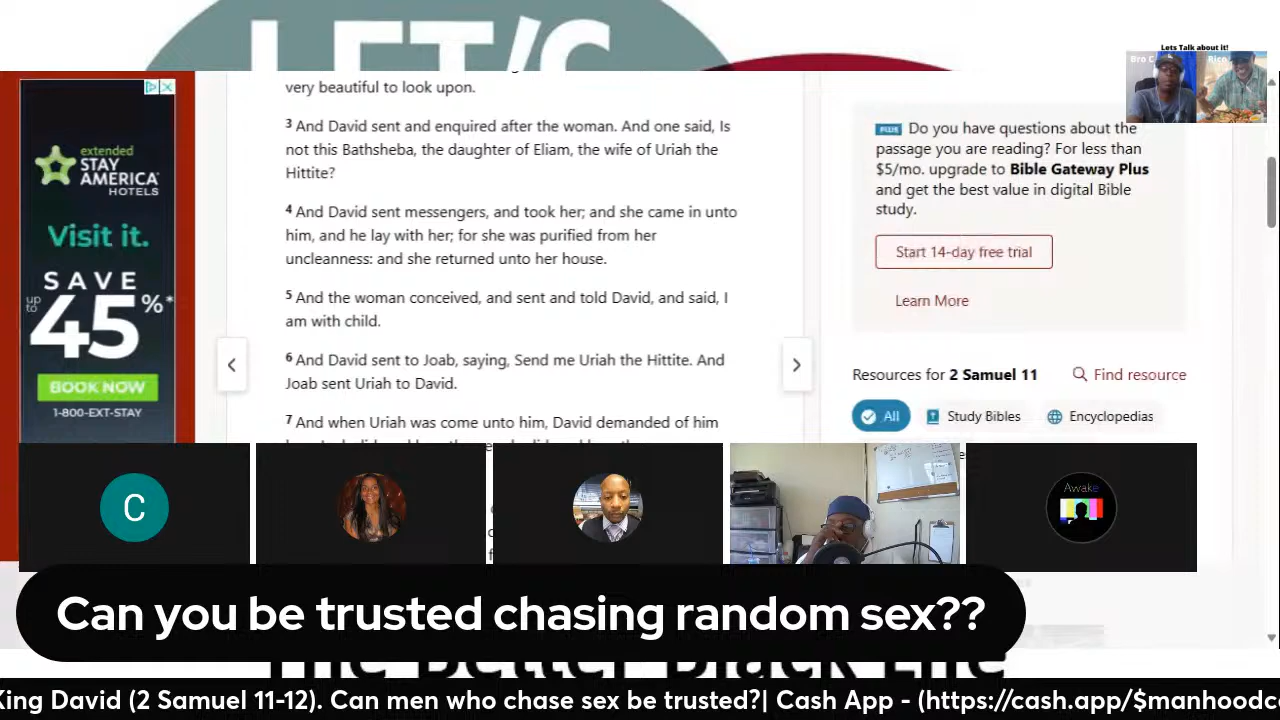 LET'S
Lets Talk about it!
Bro C
Rico
extended
STAY
AMERICA
HOTELS
Visit it.
SAVE
up to 45%*
BOOK NOW
1-800-EXT-STAY
very beautiful to look upon.
3 And David sent and enquired after the woman. And one said, Is
not this Bathsheba, the daughter of Eliam, the wife of Uriah the
Hittite?
4 And David sent messengers, and took her; and she came in unto
him, and he lay with her; for she was purified from her
uncleanness: and she returned unto her house.
5 And the woman conceived, and sent and told David, and said, I
am with child.
6 And David sent to Joab, saying, Send me Uriah the Hittite. And
Joab sent Uriah to David.
7 And when Uriah was come unto him, David demanded of him
PLUS Do you have questions about the
passage you are reading? For less than
$5/mo. upgrade to Bible Gateway Plus
and get the best value in digital Bible
study.
Start 14-day free trial
Learn More
Resources for 2 Samuel 11
Find resource
All
Study Bibles
Encyclopedias
C
Awake
Can you be trusted chasing random sex??
The Better Black Life
King David (2 Samuel 11-12). Can men who chase sex be trusted?| Cash App - (https://cash.app/$manhoodc